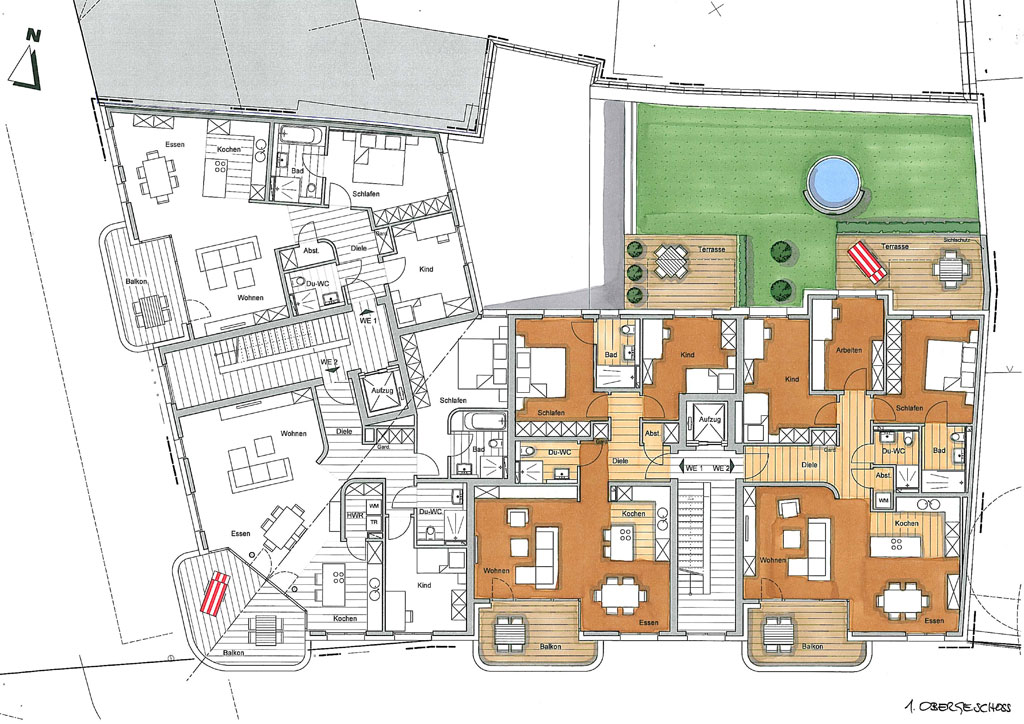 N
Essen
Kochen
Bad
Schlafen
Abst.
Diele
Gard.
Kind
Du-WC
Balkon
Wohnen
WE 1
WE 2
Aufzug
Schlafen
Wohnen
Diele
Gard.
Bad
Du-WC
HWR
WM
TR
Essen
Kind
Kochen
Balkon
Terrasse
Terrasse
Sichtschutz
Bad
Kind
Schlafen
Aufzug
Abst.
Du-WC
Diele
WE 1 WE 2
Kochen
Wohnen
Essen
Balkon
Kind
Arbeiten
Schlafen
Gard.
Du-WC
Bad
Diele
Abst.
WM
Kochen
Wohnen
Essen
Balkon
1. OBERGESCHOSS